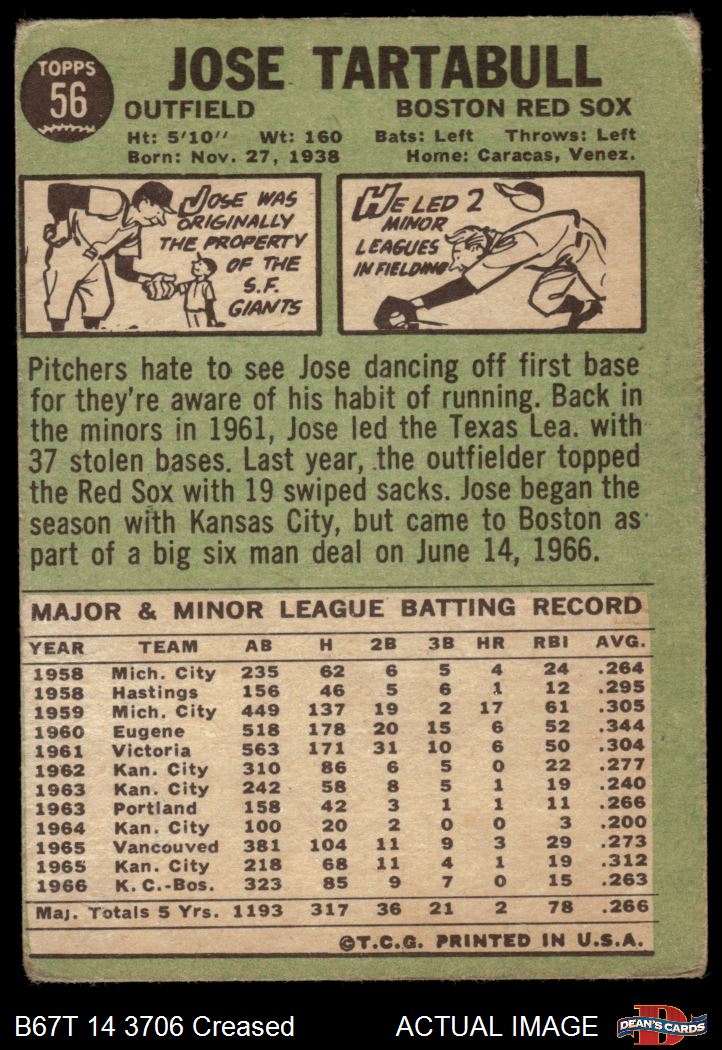 TOPPS
56
JOSE TARTABULL
OUTFIELD BOSTON RED SOX
Ht: 5'10" Wt: 160 Bats: Left Throws: Left
Born: Nov. 27, 1938 Home: Caracas, Venez.
JOSE WAS
ORIGINALLY
THE PROPERTY
OF THE
S.F.
GIANTS
HE LED 2
MINOR
LEAGUES
IN FIELDING
Pitchers hate to see Jose dancing off first base
for they're aware of his habit of running. Back in
the minors in 1961, Jose led the Texas Lea. with
37 stolen bases. Last year, the outfielder topped
the Red Sox with 19 swiped sacks. Jose began the
season with Kansas City, but came to Boston as
part of a big six man deal on June 14, 1966.
MAJOR & MINOR LEAGUE BATTING RECORD
YEAR TEAM AB H 2B 3B HR RBI AVG.
1958 Mich. City 235 62 6 5 4 24 .264
1958 Hastings 156 46 5 6 1 12 .295
1959 Mich. City 449 137 19 2 17 61 .305
1960 Eugene 518 178 20 15 6 52 .344
1961 Victoria 563 171 31 10 6 50 .304
1962 Kan. City 310 86 6 5 0 22 .277
1963 Kan. City 242 58 8 5 1 19 .240
1963 Portland 158 42 3 1 1 11 .266
1964 Kan. City 100 20 2 0 0 3 .200
1965 Vancouved 381 104 11 9 3 29 .273
1965 Kan. City 218 68 11 4 1 19 .312
1966 K.C.-Bos. 323 85 9 7 0 15 .263
Maj. Totals 5 Yrs. 1193 317 36 21 2 78 .266
©T.C.G. PRINTED IN U.S.A.
B67T 14 3706 Creased ACTUAL IMAGE
DEAN'S CARDS